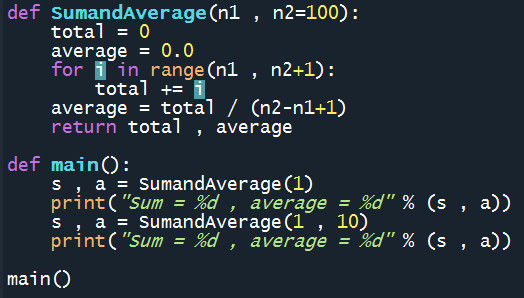 def SumandAverage(n1 , n2=100):
    total = 0
    average = 0.0
    for i in range(n1 , n2+1):
        total += i
    average = total / (n2-n1+1)
    return total , average

def main():
    s , a = SumandAverage(1)
    print("Sum = %d , average = %d" % (s , a))
    s , a = SumandAverage(1 , 10)
    print("Sum = %d , average = %d" % (s , a))

main()